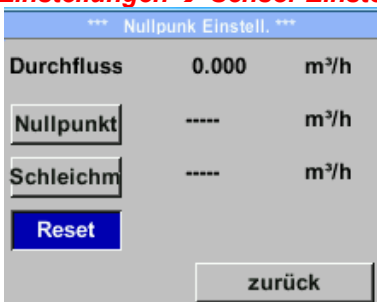 *** Nullpunk Einstell. ***
Durchfluss 0.000 m³/h
Nullpunkt ----- m³/h
Schleichm ----- m³/h
Reset
zurück